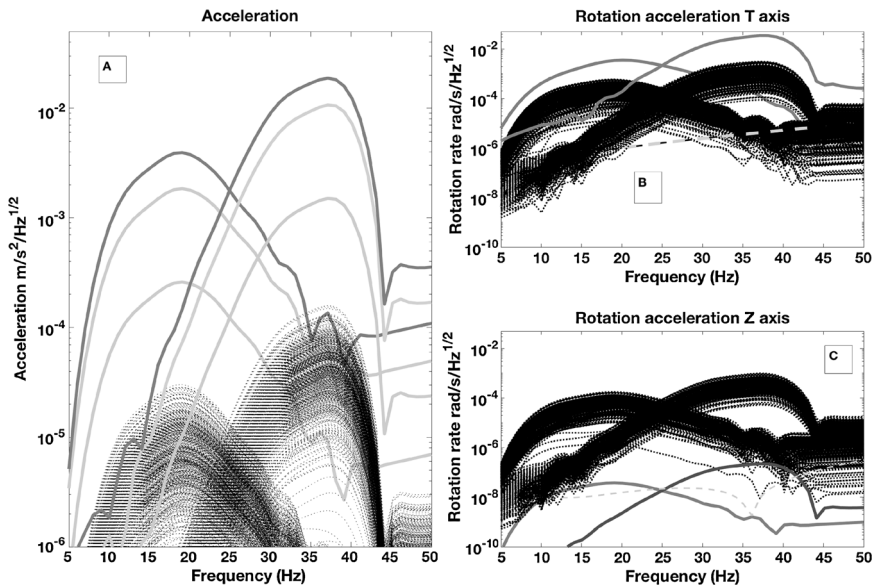 Acceleration
A
10^-2
10^-3
10^-4
10^-5
10^-6
Acceleration m/s^2/Hz^1/2
5 10 15 20 25 30 35 40 45 50
Frequency (Hz)
Rotation acceleration T axis
10^-2
10^-4
10^-6
10^-8
10^-10
Rotation rate rad/s/Hz^1/2
B
5 10 15 20 25 30 35 40 45 50
Frequency (Hz)
Rotation acceleration Z axis
C
10^-2
10^-4
10^-6
10^-8
10^-10
Rotation rate rad/s/Hz^1/2
5 10 15 20 25 30 35 40 45 50
Frequency (Hz)